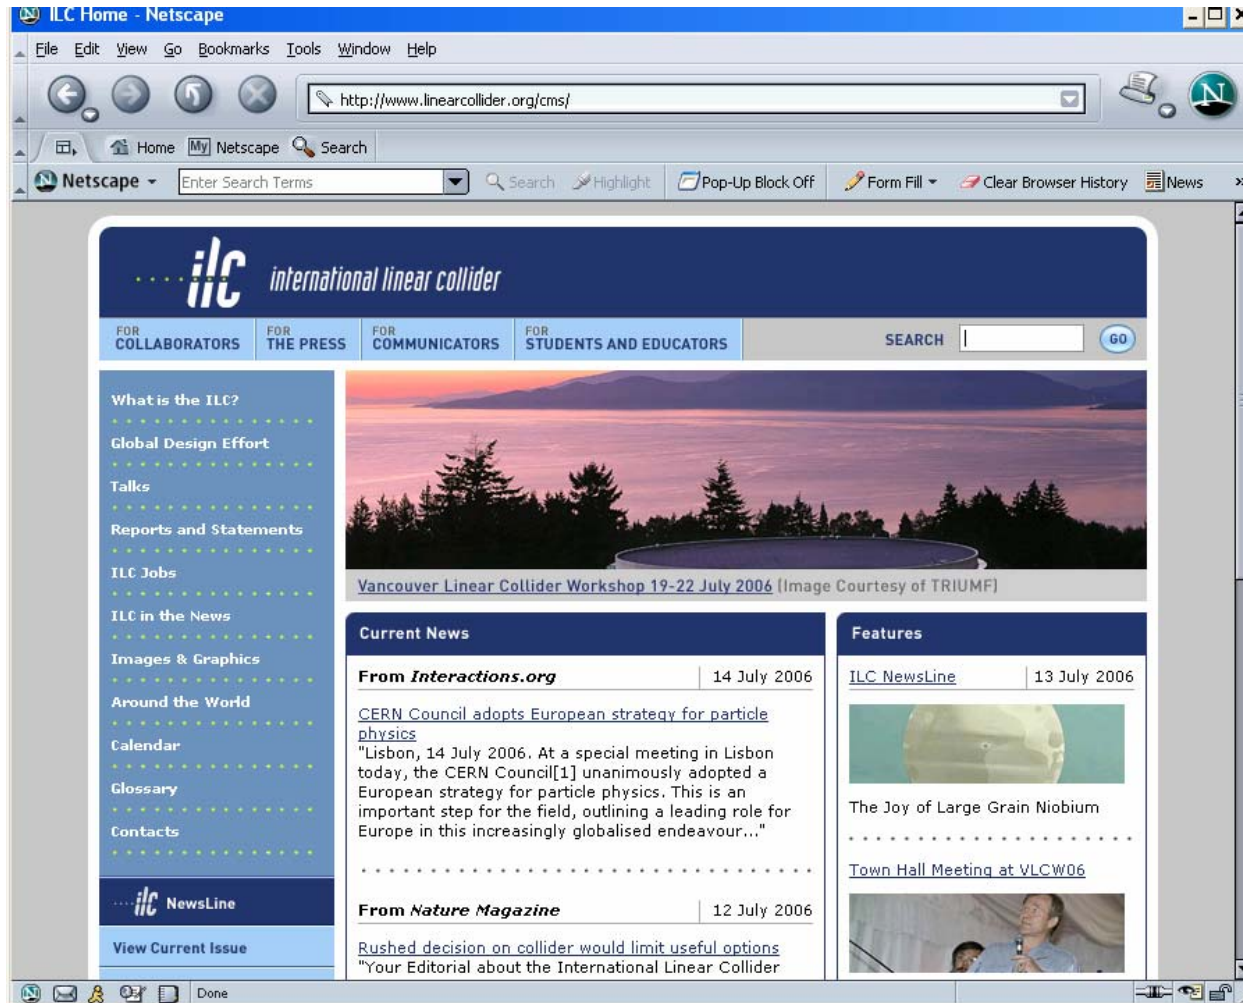 ILC Home - Netscape
File Edit View Go Bookmarks Tools Window Help
http://www.linearcollider.org/cms/
N
Home My Netscape Search
N Netscape Enter Search Terms Search Highlight Pop-Up Block Off Form Fill Clear Browser History News
ilc international linear collider
FOR COLLABORATORS
FOR THE PRESS
FOR COMMUNICATORS
FOR STUDENTS AND EDUCATORS
SEARCH GO
What is the ILC?
Global Design Effort
Talks
Reports and Statements
ILC Jobs
ILC in the News
Images & Graphics
Around the World
Calendar
Glossary
Contacts
ilc NewsLine
View Current Issue
Vancouver Linear Collider Workshop 19-22 July 2006 (Image Courtesy of TRIUMF)
Current News
From Interactions.org 14 July 2006
CERN Council adopts European strategy for particle
physics
"Lisbon, 14 July 2006. At a special meeting in Lisbon
today, the CERN Council[1] unanimously adopted a
European strategy for particle physics. This is an
important step for the field, outlining a leading role for
Europe in this increasingly globalised endeavour..."
From Nature Magazine 12 July 2006
Rushed decision on collider would limit useful options
"Your Editorial about the International Linear Collider
Features
ILC NewsLine 13 July 2006
The Joy of Large Grain Niobium
Town Hall Meeting at VLCW06
Done